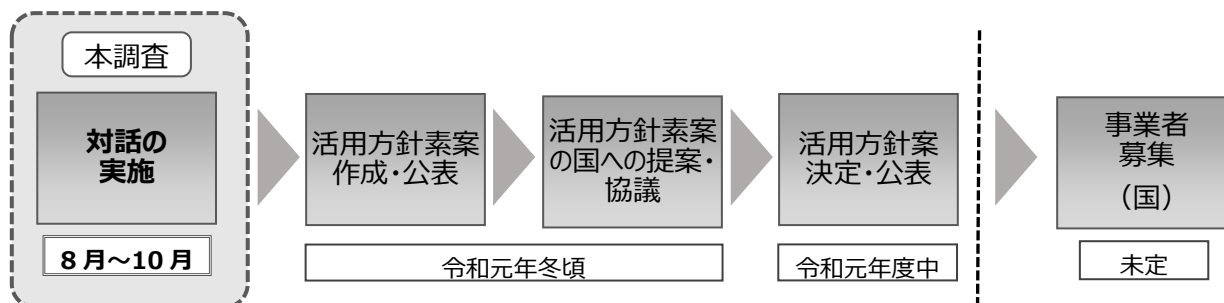 本調査
対話の
実施
8月~10月
活用方針素案
作成・公表
活用方針素案
の国への提案・
協議
令和元年冬頃
活用方針案
決定・公表
令和元年度中
事業者
募集
（国）
未定